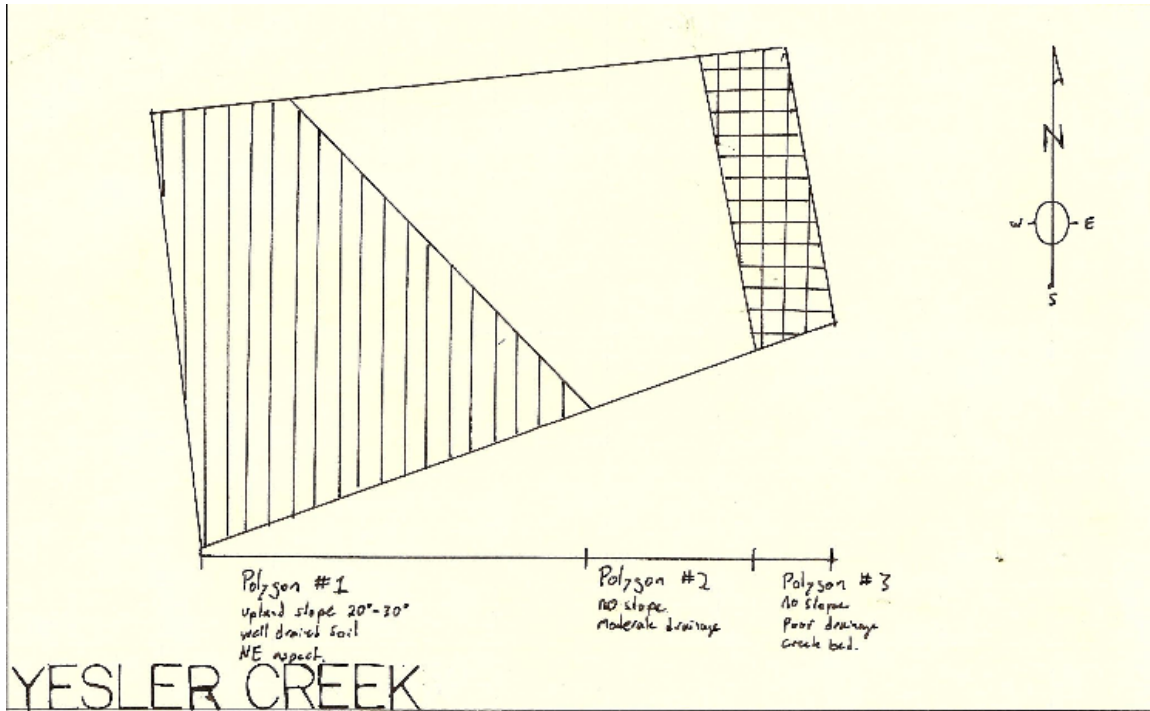 N
W E
S
Polygon #1
upland slope 20°-30°
well drained soil
NE aspect.
Polygon #2
no slope.
Moderate drainage
Polygon #3
no slope
Poor drainage
creek bed.
YESLER CREEK